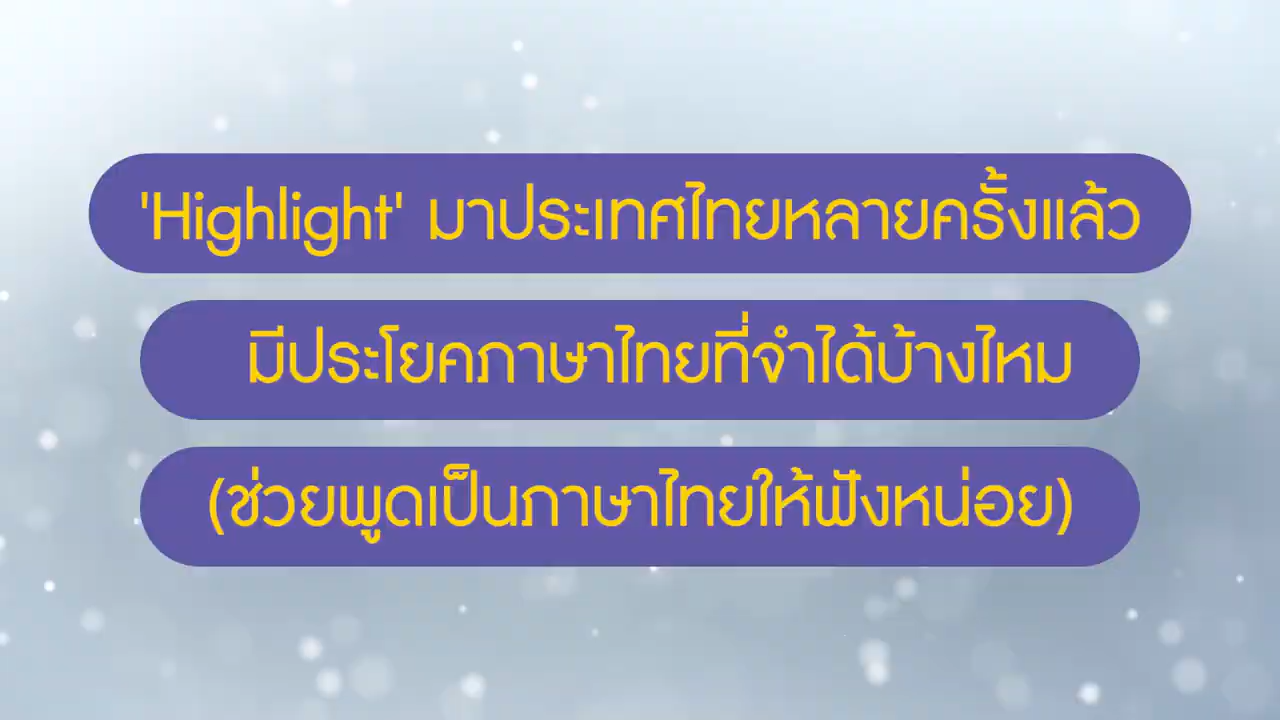 'Highlight' มาประเทศไทยหลายครั้งแล้ว
มีประโยคภาษาไทยที่จำได้บ้างไหม
(ช่วยพูดเป็นภาษาไทยให้ฟังหน่อย)